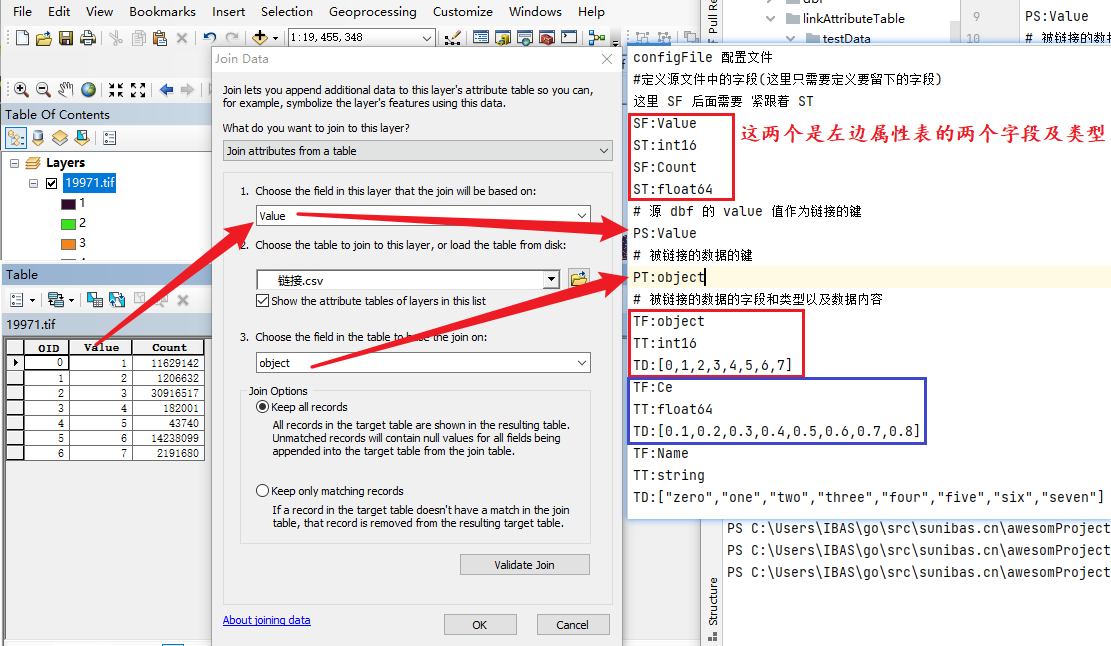 File Edit View Bookmarks Insert Selection Geoprocessing Customize Windows Help
1:19,455,348
Table Of Contents
Layers
19971.tif
1
2
3
Table
19971.tif
OID Value Count
0 1 11629142
1 2 1206632
2 3 30916517
3 4 182001
4 5 43740
5 6 14238099
6 7 2191680
Join Data
Join lets you append additional data to this layer's attribute table so you can,
for example, symbolize the layer's features using this data.
What do you want to join to this layer?
Join attributes from a table
1. Choose the field in this layer that the join will be based on:
Value
2. Choose the table to join to this layer, or load the table from disk:
链接.csv
Show the attribute tables of layers in this list
3. Choose the field in the table to base the join on:
object
Join Options
Keep all records
All records in the target table are shown in the resulting table.
Unmatched records will contain null values for all fields being
appended into the target table from the join table.
Keep only matching records
If a record in the target table doesn't have a match in the join
table, that record is removed from the resulting target table.
Validate Join
About joining data
OK Cancel
Pull Re
linkAttributeTable
testData
9 PS:Value
10 # 被链接的数据的
configFile 配置文件
#定义源文件中的字段(这里只需要定义要留下的字段)
这里 SF 后面需要 紧跟着 ST
SF:Value
ST:int16
SF:Count
ST:float64
这两个是左边属性表的两个字段及类型
# 源 dbf 的 value 值作为链接的键
PS:Value
# 被链接的数据的键
PT:object
# 被链接的数据的字段和类型以及数据内容
TF:object
TT:int16
TD:[0,1,2,3,4,5,6,7]
TF:Ce
TT:float64
TD:[0.1,0.2,0.3,0.4,0.5,0.6,0.7,0.8]
TF:Name
TT:string
TD:["zero","one","two","three","four","five","six","seven"]
PS C:\Users\IBAS\go\src\sunibas.cn\awesomProject
PS C:\Users\IBAS\go\src\sunibas.cn\awesomProject
PS C:\Users\IBAS\go\src\sunibas.cn\awesomProject
Structure